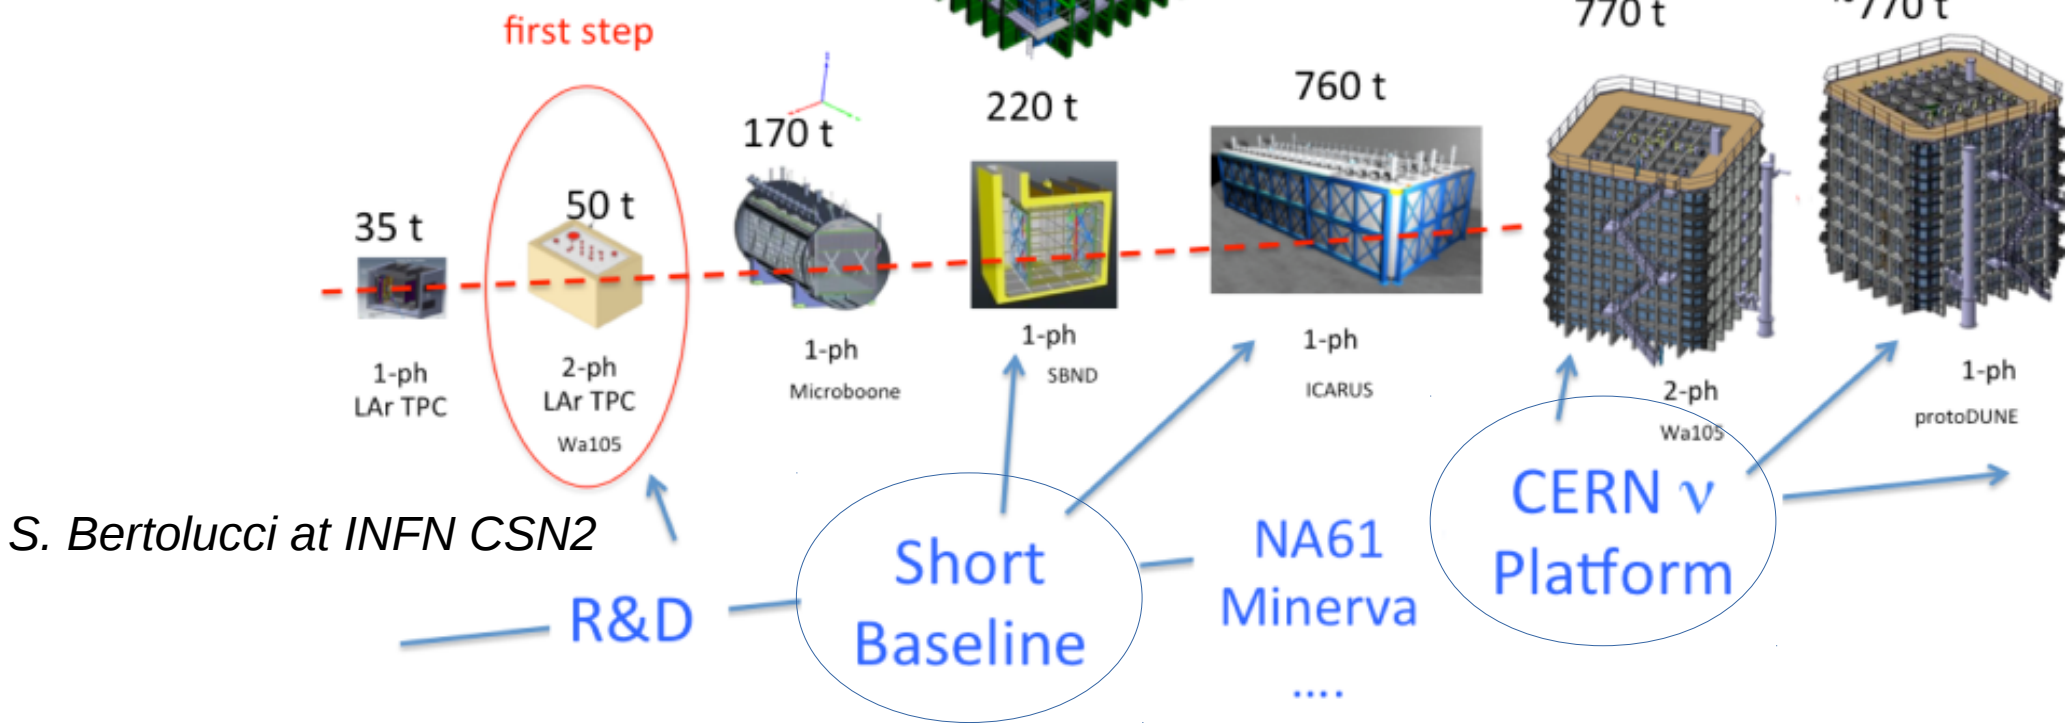 first step
770 t
770 t
760 t
220 t
170 t
50 t
35 t
1-ph
LAr TPC
2-ph
LAr TPC
Wa105
1-ph
Microboone
1-ph
SBND
1-ph
ICARUS
2-ph
Wa105
1-ph
protoDUNE
S. Bertolucci at INFN CSN2
R&D
Short
Baseline
NA61
Minerva
....
CERN ν
Platform